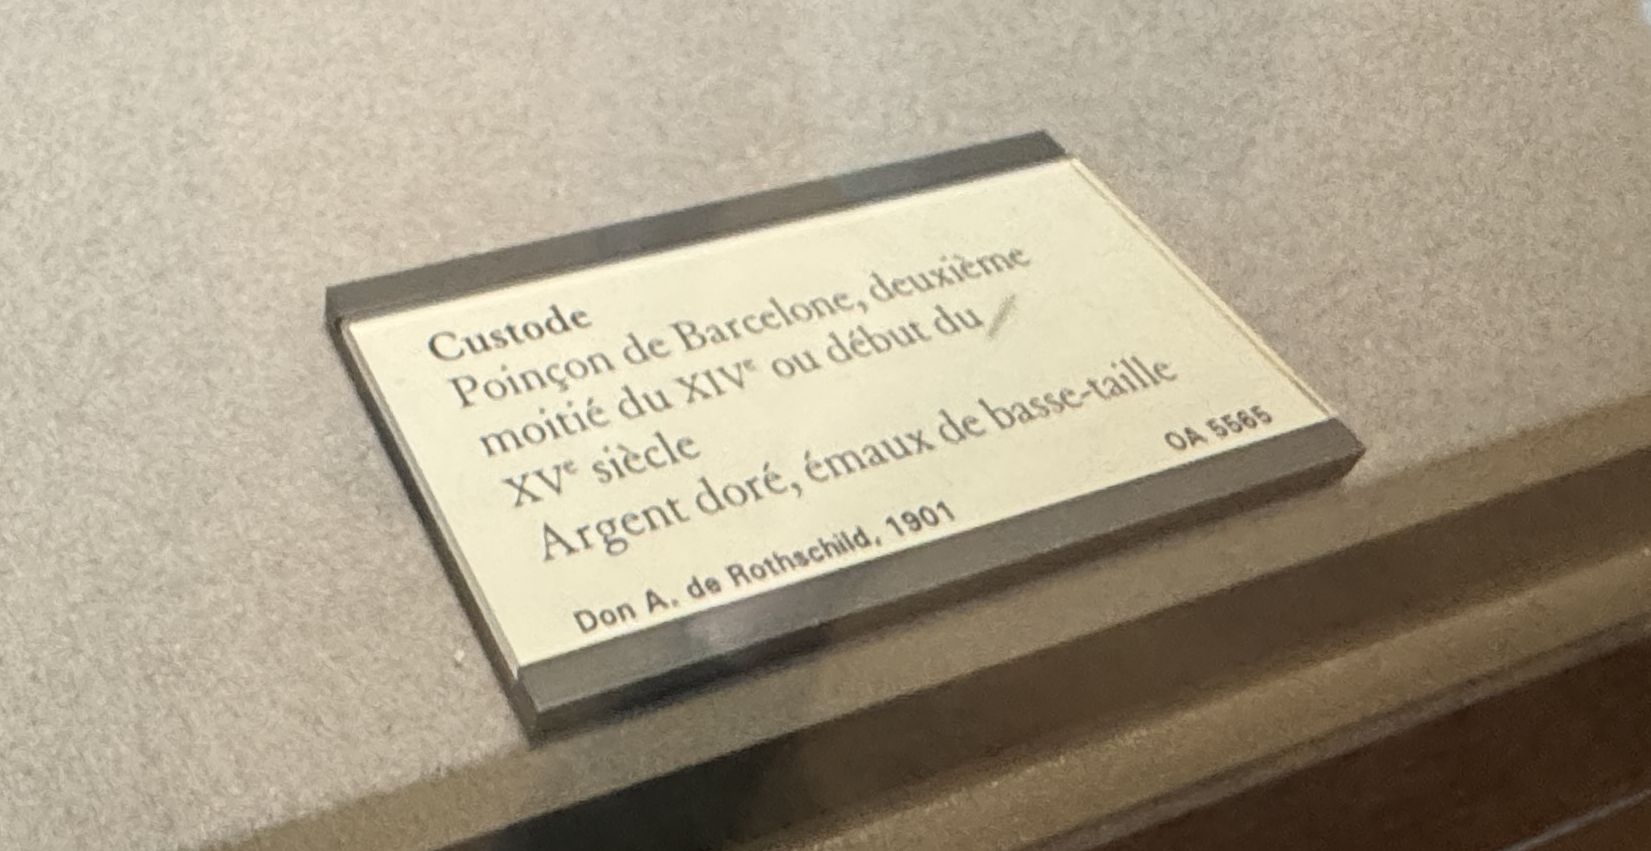 Custode
Poinçon de Barcelone, deuxième
moitié du XIVᵉ ou début du
XVᵉ siècle
Argent doré, émaux de basse-taille
Don A. de Rothschild, 1901
OA 5565